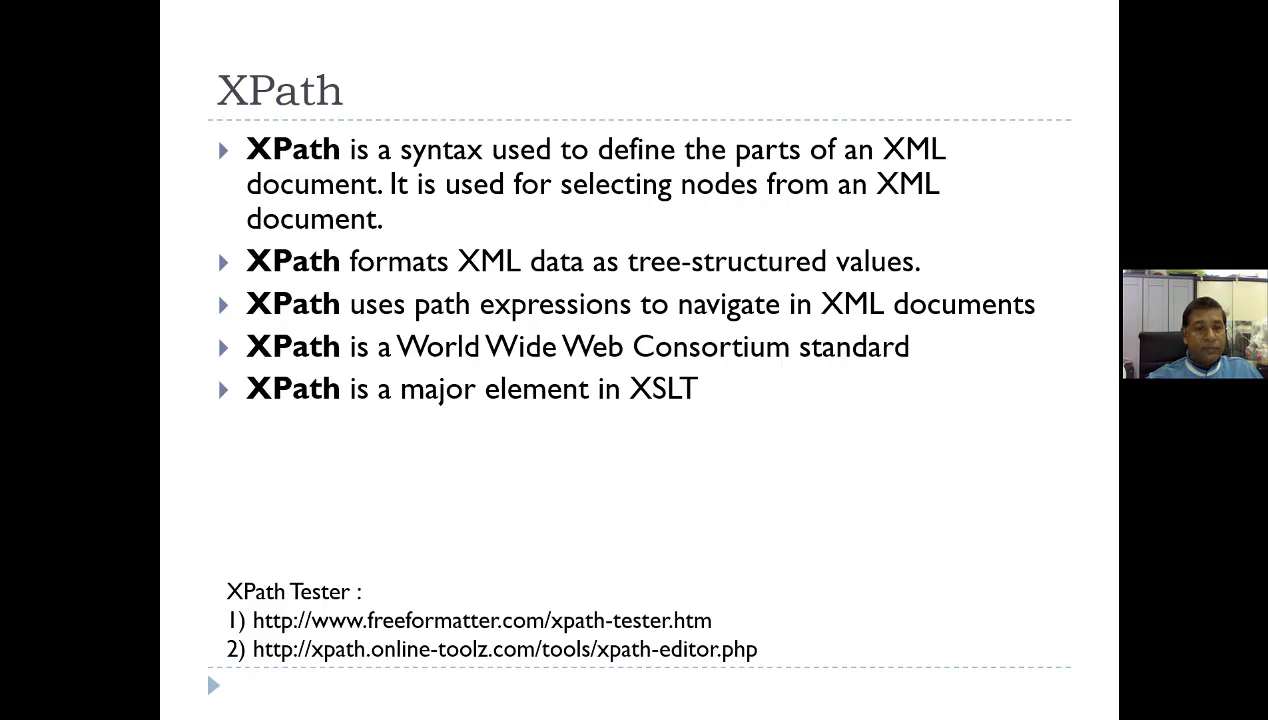 XPath
XPath is a syntax used to define the parts of an XML
document. It is used for selecting nodes from an XML
document.
XPath formats XML data as tree-structured values.
XPath uses path expressions to navigate in XML documents
XPath is a World Wide Web Consortium standard
XPath is a major element in XSLT
XPath Tester :
1) http://www.freeformatter.com/xpath-tester.htm
2) http://xpath.online-toolz.com/tools/xpath-editor.php